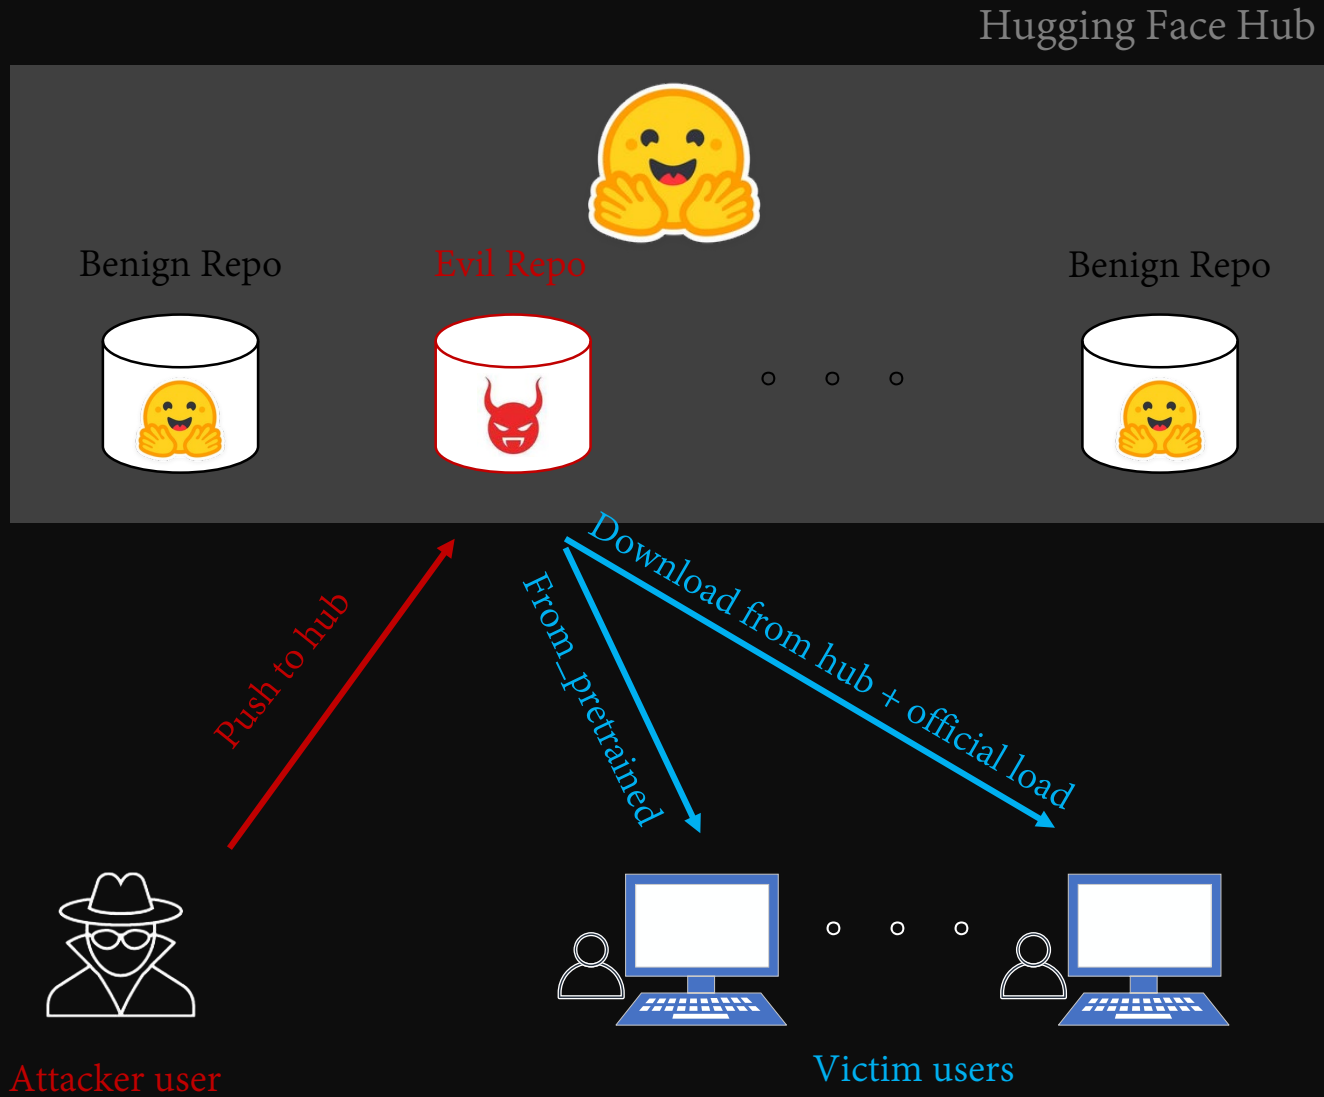 Hugging Face Hub
Benign Repo
Evil Repo
Benign Repo
Push to hub
From_pretrained
Download from hub + official load
Attacker user
Victim users